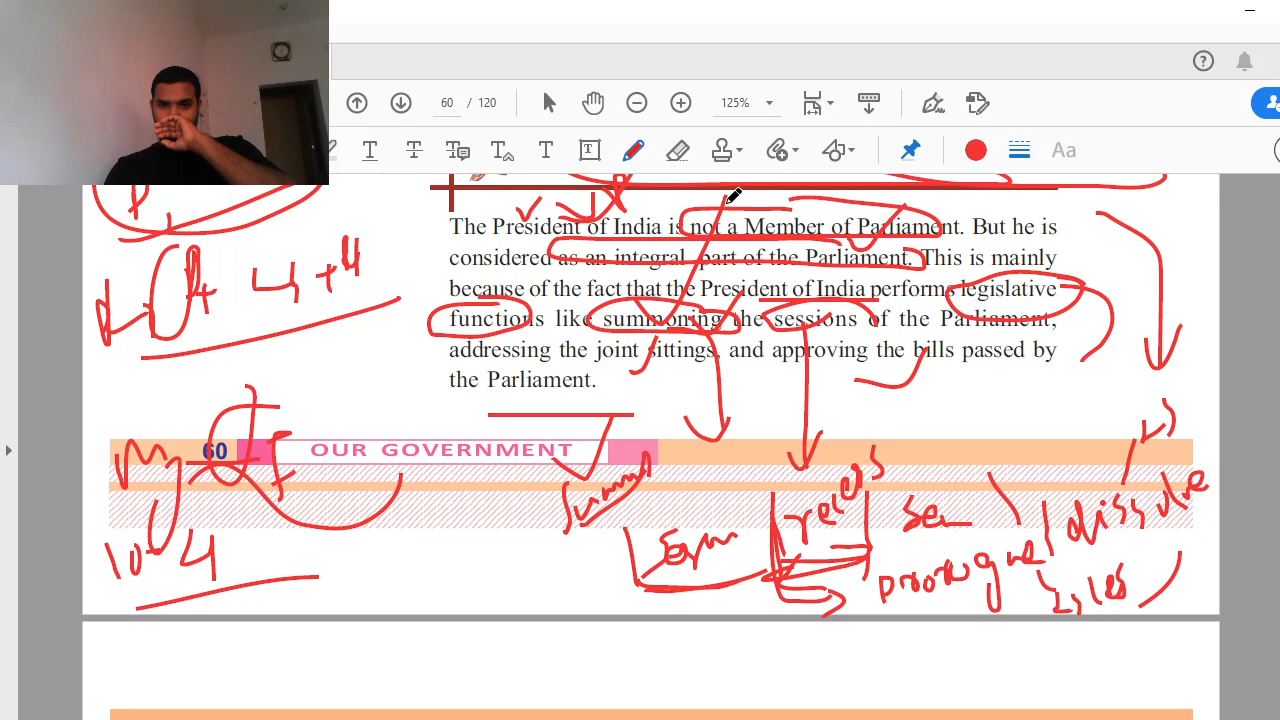 60 / 120
125%
Aa
The President of India is not a Member of Parliament. But he is
considered as an integral part of the Parliament. This is mainly
because of the fact that the President of India performs legislative
functions like summoning the sessions of the Parliament,
addressing the joint sittings, and approving the bills passed by
the Parliament.
60 OUR GOVERNMENT
recess
dissolve
prorogue
10 4